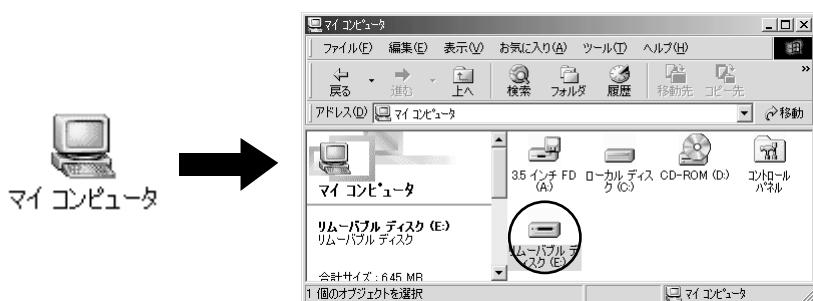 マイ コンピュータ
マイ コンピュータ
ファイル(F) 編集(E) 表示(V) お気に入り(A) ツール(T) ヘルプ(H)
戻る 進む 上へ 検索 フォルダ 履歴 移動先 コピー先 »
アドレス(D) マイ コンピュータ 移動
マイ コンピュータ
リムーバブル ディスク (E:)
リムーバブル ディスク
合計サイズ : 645 MB
3.5 インチ FD
(A:)
ローカル ディス
ク (C:)
CD-ROM (D:)
コントロール
パネル
リムーバブル デ
ィスク (E:)
1 個のオブジェクトを選択 マイ コンピュータ